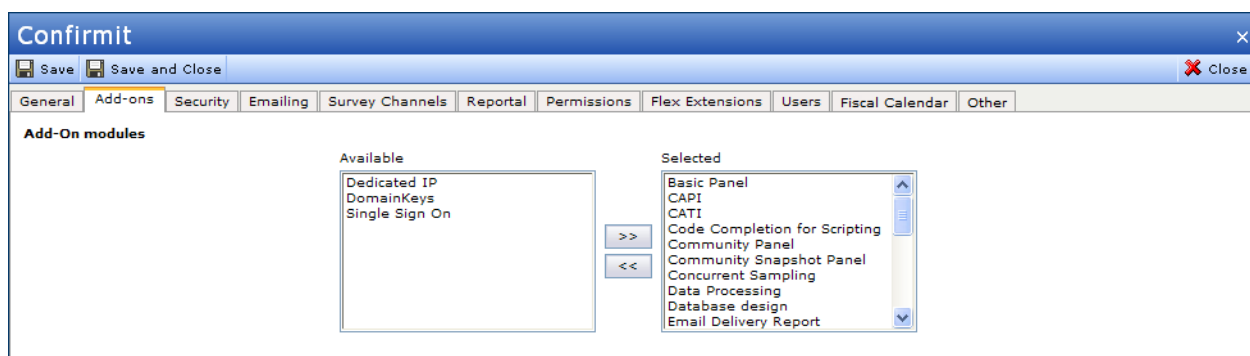 Confirmit
Save Save and Close Close
General Add-ons Security Emailing Survey Channels Reportal Permissions Flex Extensions Users Fiscal Calendar Other
Add-On modules
Available
Dedicated IP
DomainKeys
Single Sign On
>>
<<
Selected
Basic Panel
CAPI
CATI
Code Completion for Scripting
Community Panel
Community Snapshot Panel
Concurrent Sampling
Data Processing
Database design
Email Delivery Report